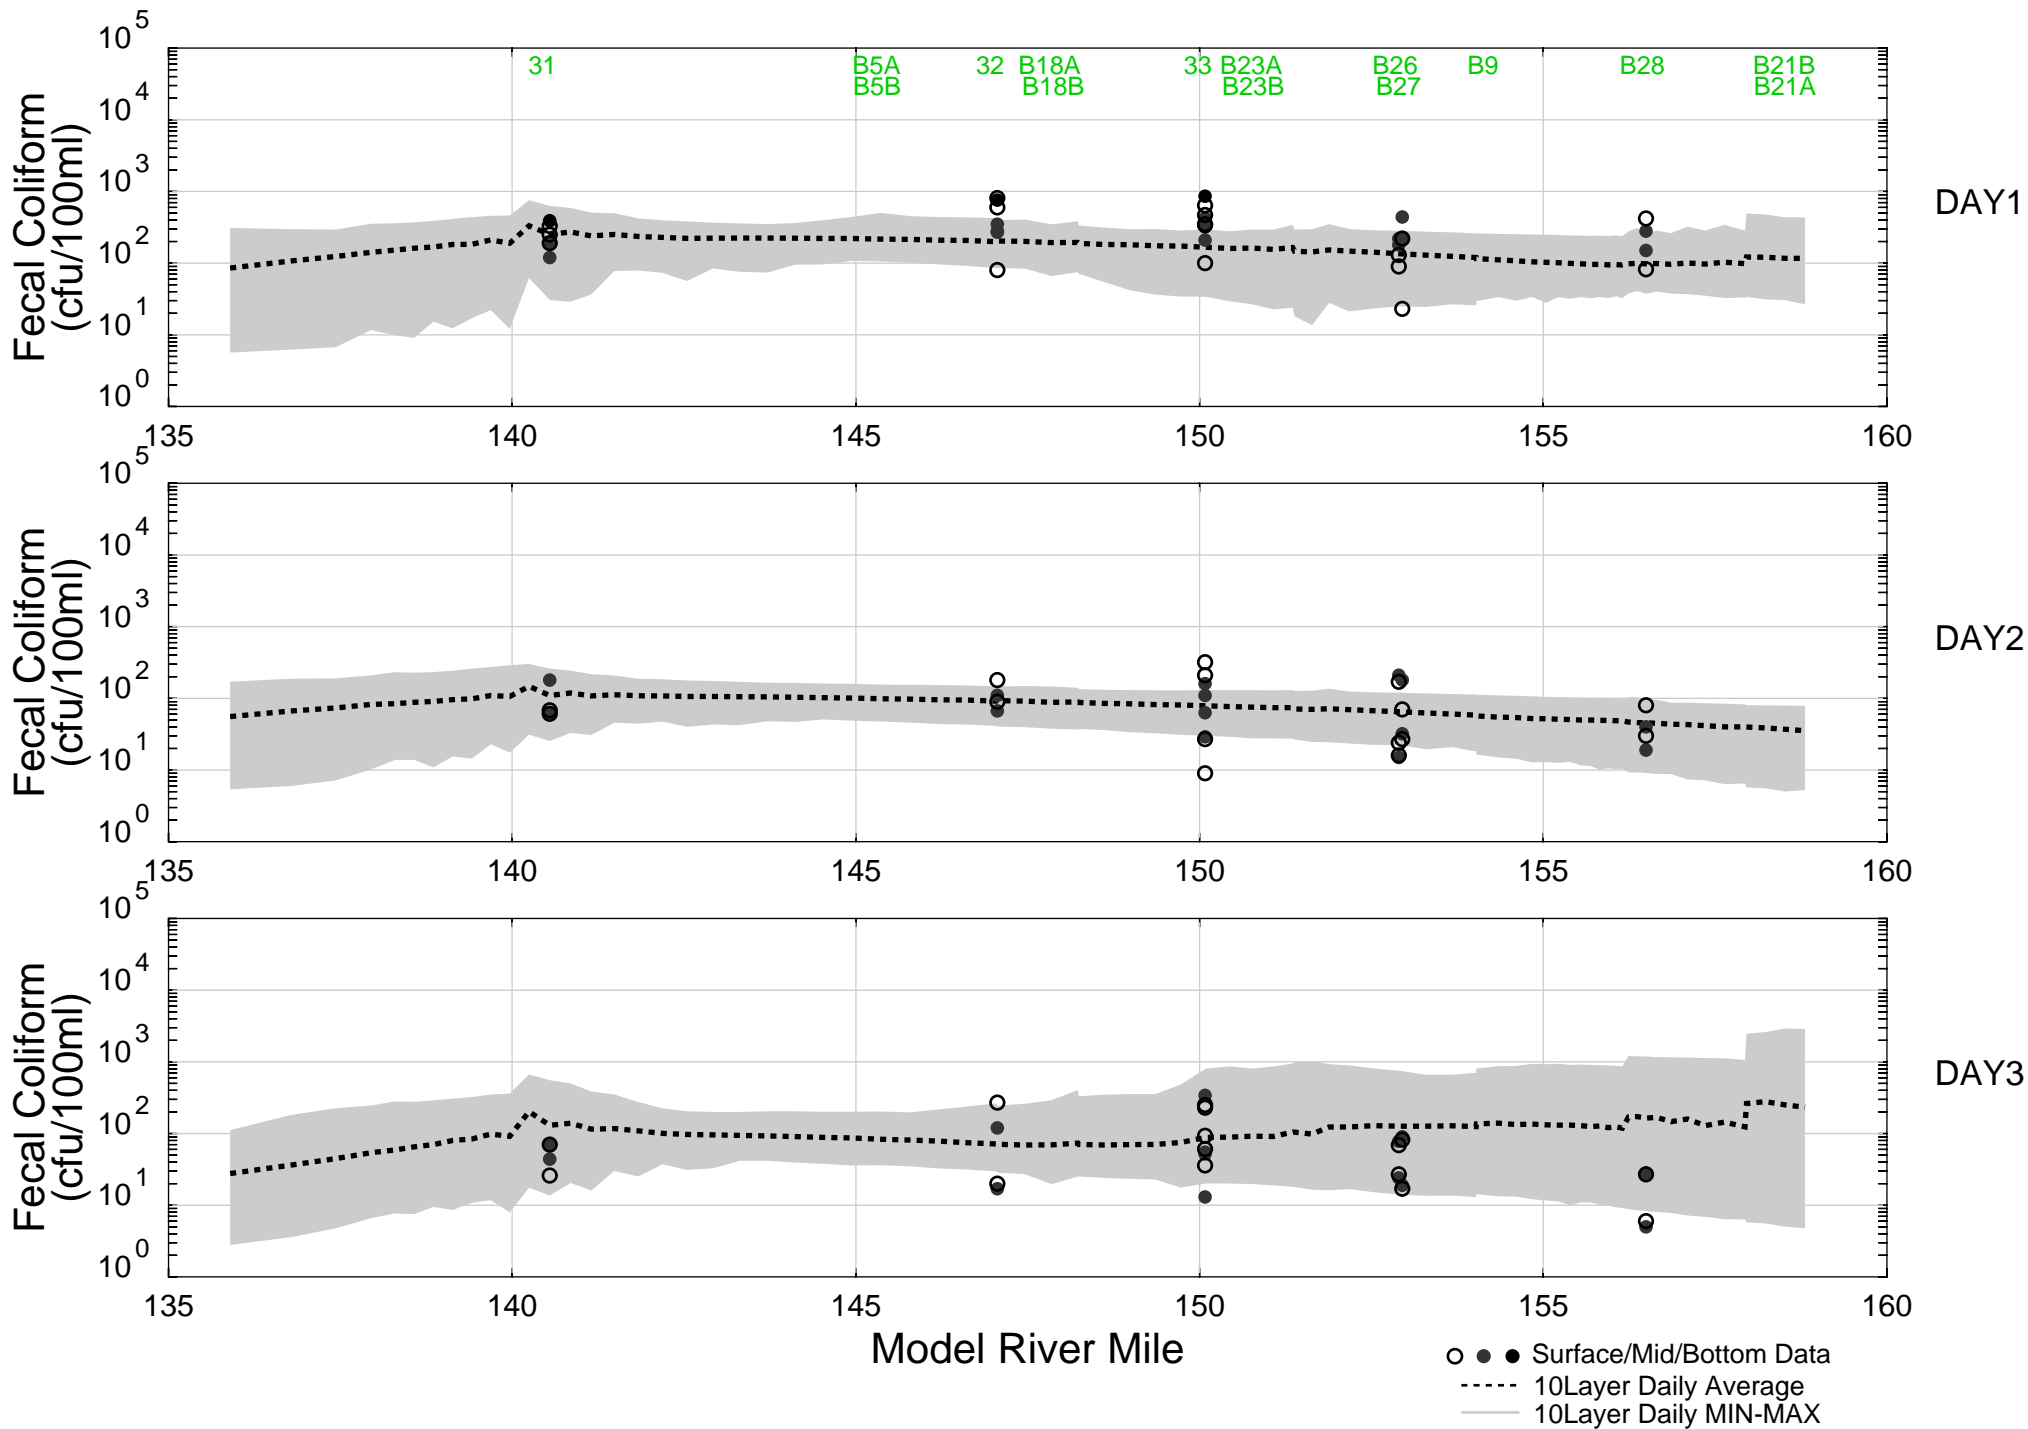 10^5
10^4
10^3
10^2
10^1
10^0
Fecal Coliform
(cfu/100ml)
31 B5A 32 B18A 33 B23A B26 B9 B28 B21B
B5B B18B B23B B27 B21A
DAY1
135 140 145 150 155 160
10^5
10^4
10^3
10^2
10^1
10^0
Fecal Coliform
(cfu/100ml)
DAY2
135 140 145 150 155 160
10^5
10^4
10^3
10^2
10^1
10^0
Fecal Coliform
(cfu/100ml)
DAY3
135 140 145 150 155 160
Model River Mile
Surface/Mid/Bottom Data
10Layer Daily Average
10Layer Daily MIN-MAX